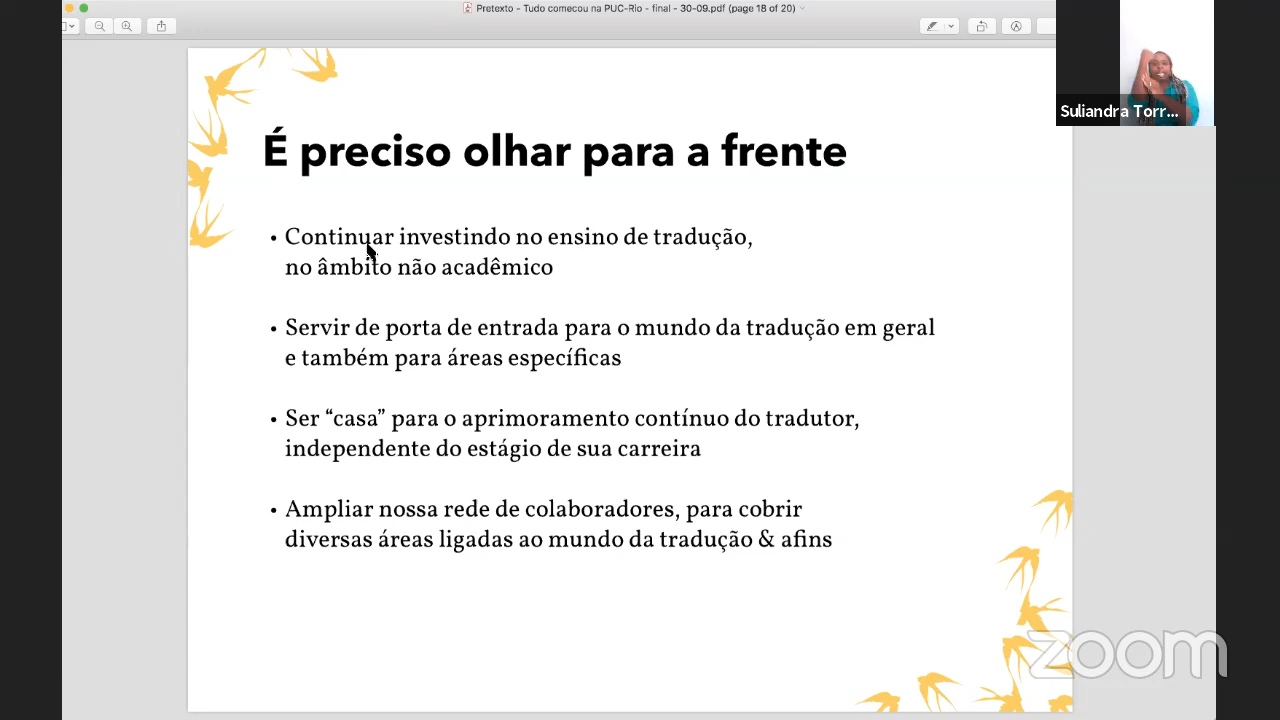 Pretexto - Tudo comecou na PUC-Rio - final - 30-09.pdf (page 18 of 20)
Suliandra Torr...
É preciso olhar para a frente
• Continuar investindo no ensino de tradução,
no âmbito não acadêmico
• Servir de porta de entrada para o mundo da tradução em geral
e também para áreas específicas
• Ser “casa” para o aprimoramento contínuo do tradutor,
independente do estágio de sua carreira
• Ampliar nossa rede de colaboradores, para cobrir
diversas áreas ligadas ao mundo da tradução & afins
zoom